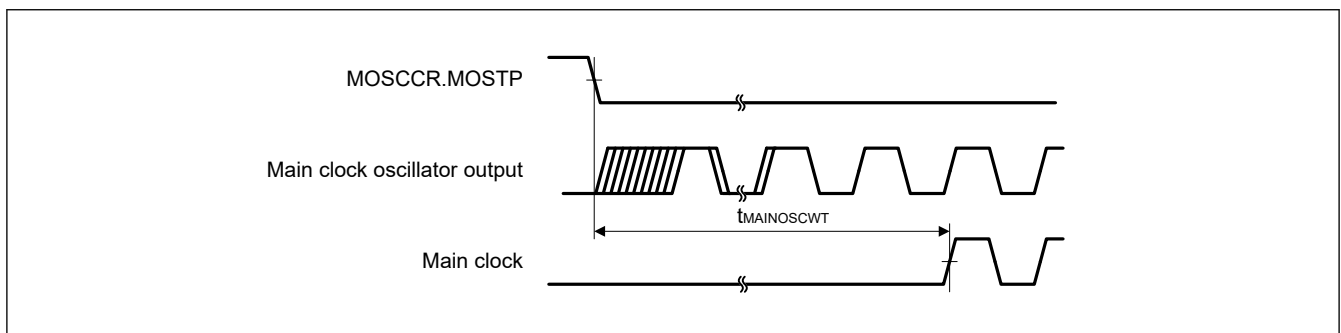 MOSCCR.MOSTP
Main clock oscillator output
tMAINOSCWT
Main clock